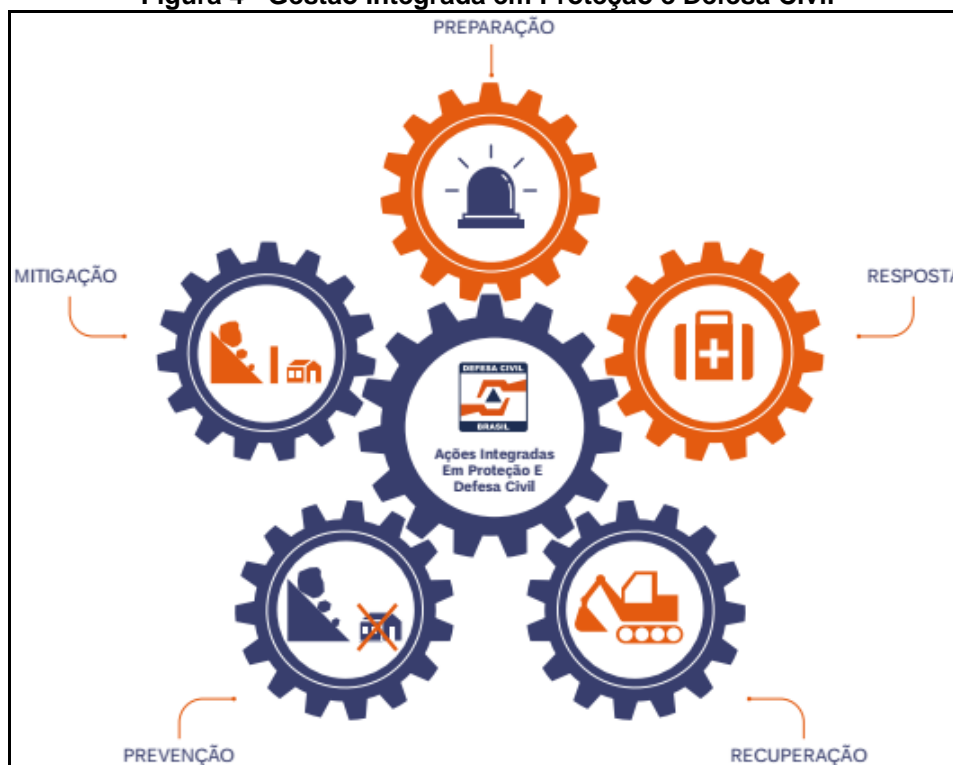 Figura 4 - Gestão Integrada em Proteção e Defesa Civil
PREPARAÇÃO
MITIGAÇÃO
RESPOSTA
DEFESA CIVIL
BRASIL
Ações Integradas
Em Proteção E
Defesa Civil
PREVENÇÃO
RECUPERAÇÃO